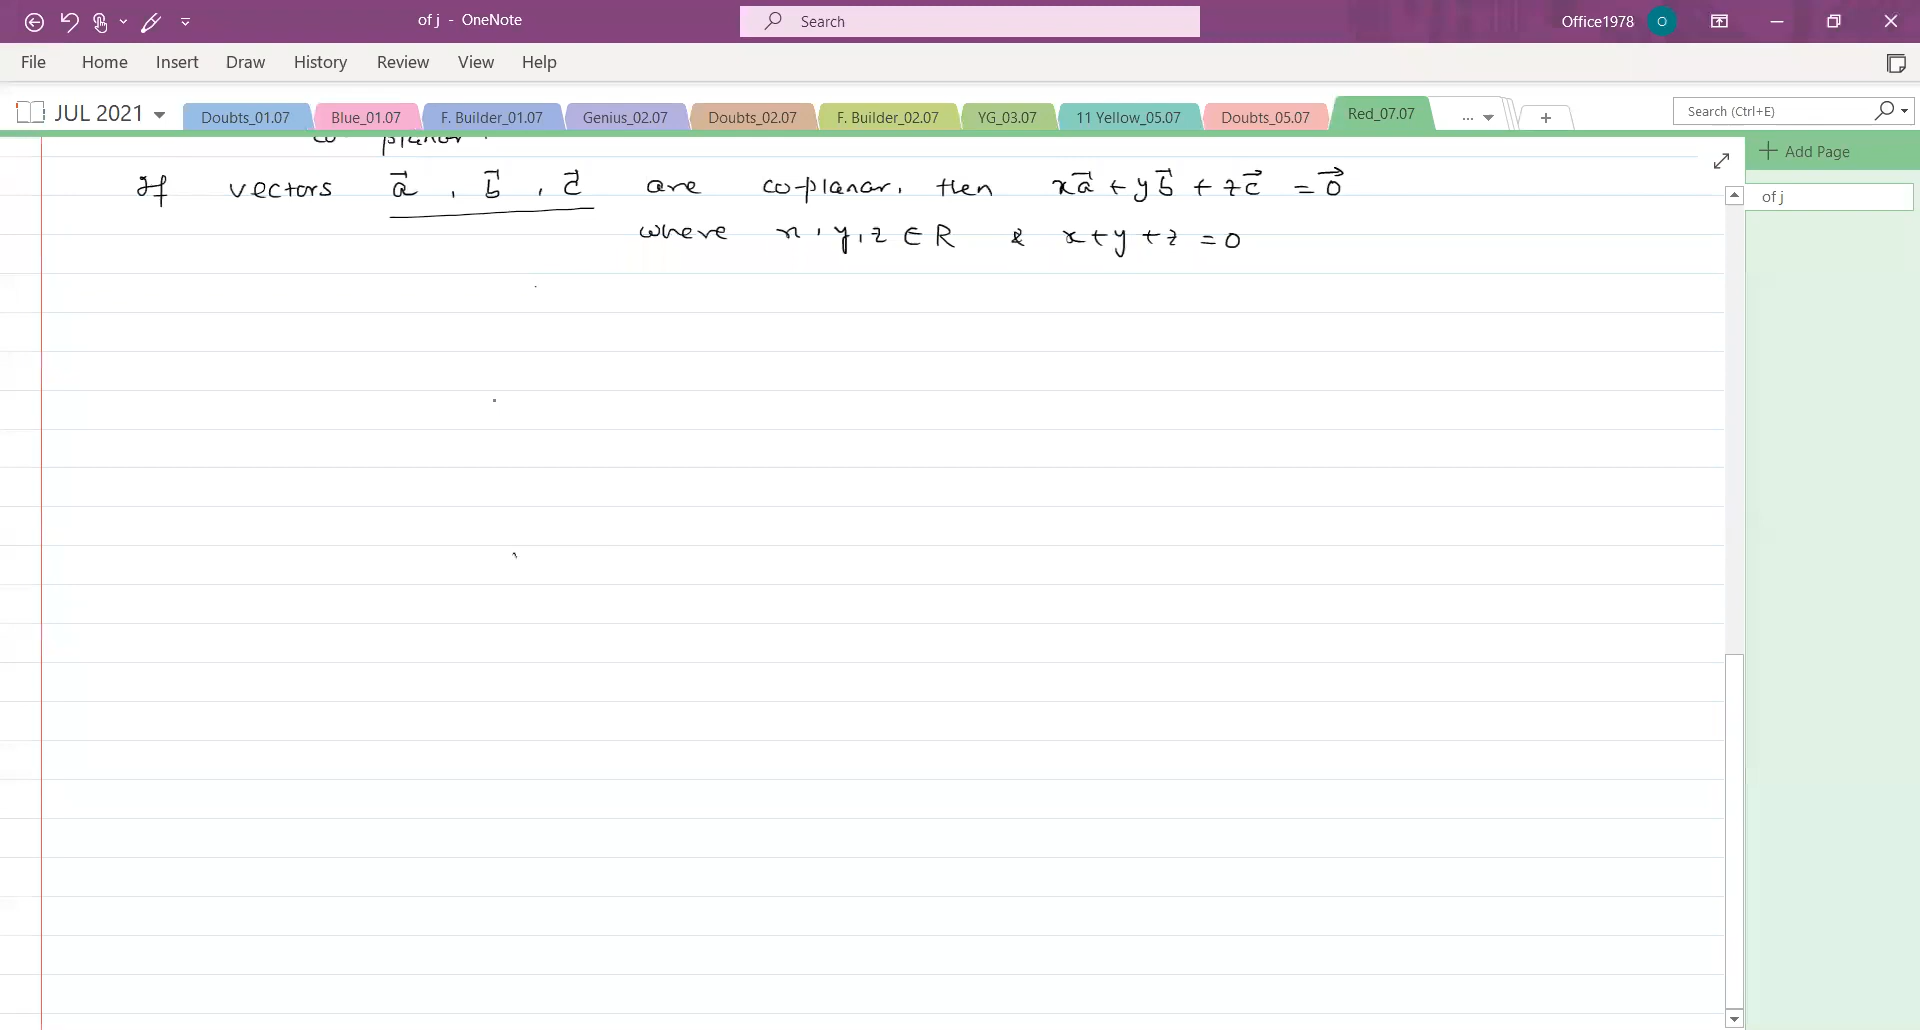 of j - OneNote
Search
Office1978
O
File Home Insert Draw History Review View Help
JUL 2021
Doubts_01.07
Blue_01.07
F. Builder_01.07
Genius_02.07
Doubts_02.07
F. Builder_02.07
YG_03.07
11 Yellow_05.07
Doubts_05.07
Red_07.07
...
+
Search (Ctrl+E)
Add Page
of j
co-planar.
If vectors a⃗ , b⃗ , c⃗ are co-planar, then xa⃗ + yb⃗ + zc⃗ = 0⃗
where x, y, z ∈ R & x + y + z = 0